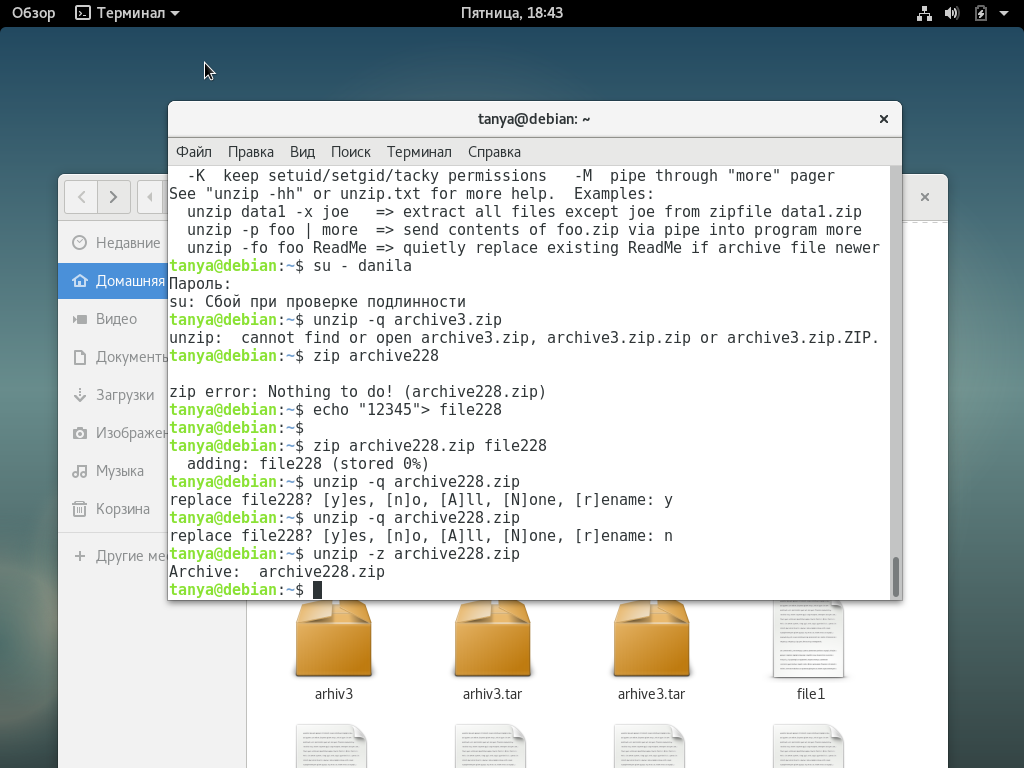 Обзор Терминал Пятница, 18:43
tanya@debian: ~
Файл Правка Вид Поиск Терминал Справка
  -K  keep setuid/setgid/tacky permissions   -M  pipe through "more" pager
See "unzip -hh" or unzip.txt for more help.  Examples:
  unzip data1 -x joe   => extract all files except joe from zipfile data1.zip
  unzip -p foo | more  => send contents of foo.zip via pipe into program more
  unzip -fo foo ReadMe => quietly replace existing ReadMe if archive file newer
tanya@debian:~$ su - danila
Пароль:
su: Сбой при проверке подлинности
tanya@debian:~$ unzip -q archive3.zip
unzip:  cannot find or open archive3.zip, archive3.zip.zip or archive3.zip.ZIP.
tanya@debian:~$ zip archive228
zip error: Nothing to do! (archive228.zip)
tanya@debian:~$ echo "12345"> file228
tanya@debian:~$
tanya@debian:~$ zip archive228.zip file228
  adding: file228 (stored 0%)
tanya@debian:~$ unzip -q archive228.zip
replace file228? [y]es, [n]o, [A]ll, [N]one, [r]ename: y
tanya@debian:~$ unzip -q archive228.zip
replace file228? [y]es, [n]o, [A]ll, [N]one, [r]ename: n
tanya@debian:~$ unzip -z archive228.zip
Archive:  archive228.zip
tanya@debian:~$
Недавние
Домашняя
Видео
Документы
Загрузки
Изображен
Музыка
Корзина
Другие мес
arhiv3 arhiv3.tar arhive3.tar file1